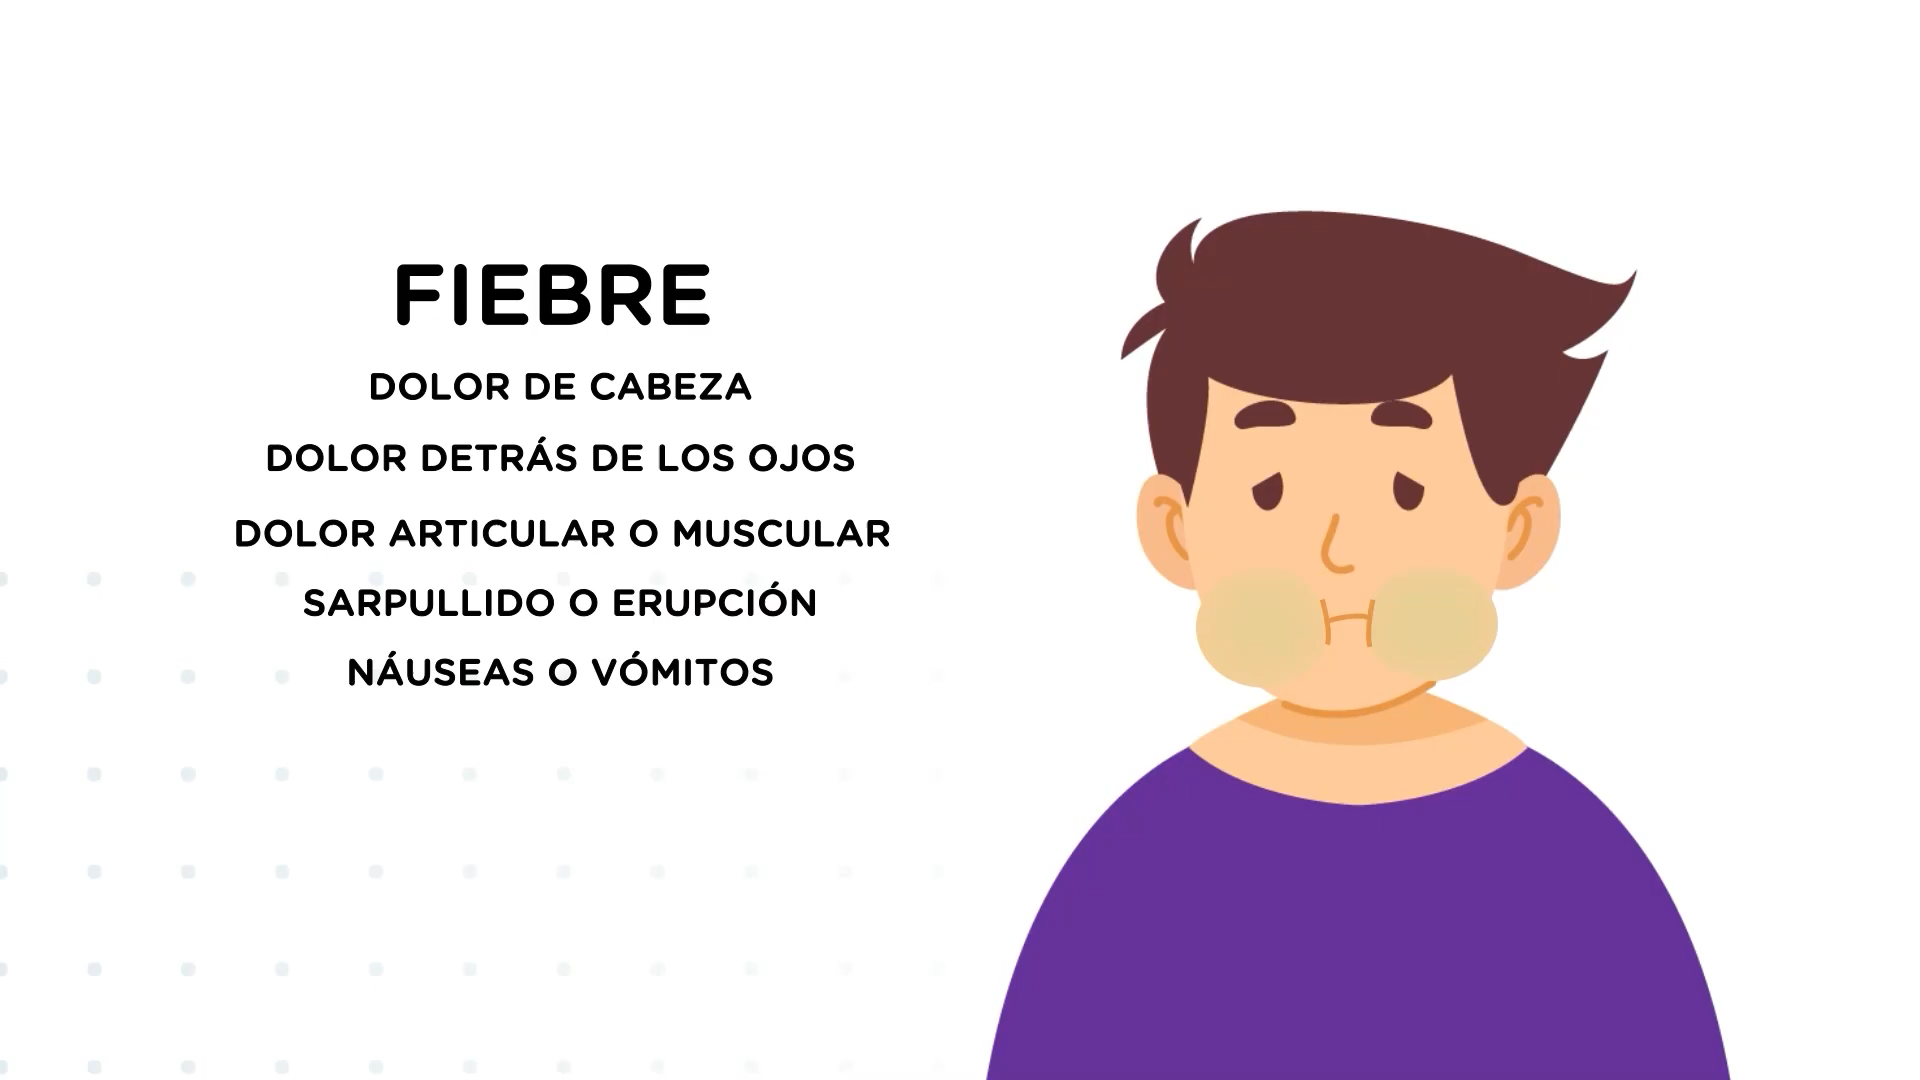 FIEBRE
DOLOR DE CABEZA
DOLOR DETRÁS DE LOS OJOS
DOLOR ARTICULAR O MUSCULAR
SARPULLIDO O ERUPCIÓN
NÁUSEAS O VÓMITOS